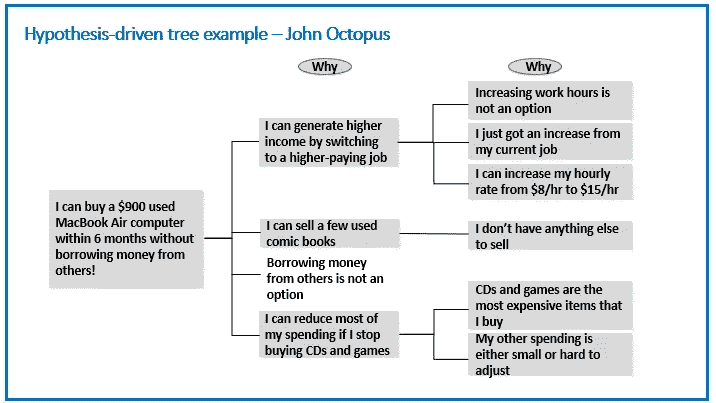 Hypothesis-driven tree example – John Octopus
Why
Why
I can buy a $900 used
MacBook Air computer
within 6 months without
borrowing money from
others!
I can generate higher
income by switching
to a higher-paying job
Increasing work hours is
not an option
I just got an increase from
my current job
I can increase my hourly
rate from $8/hr to $15/hr
I can sell a few used
comic books
I don’t have anything else
to sell
Borrowing money
from others is not an
option
I can reduce most of
my spending if I stop
buying CDs and games
CDs and games are the
most expensive items that
I buy
My other spending is
either small or hard to
adjust